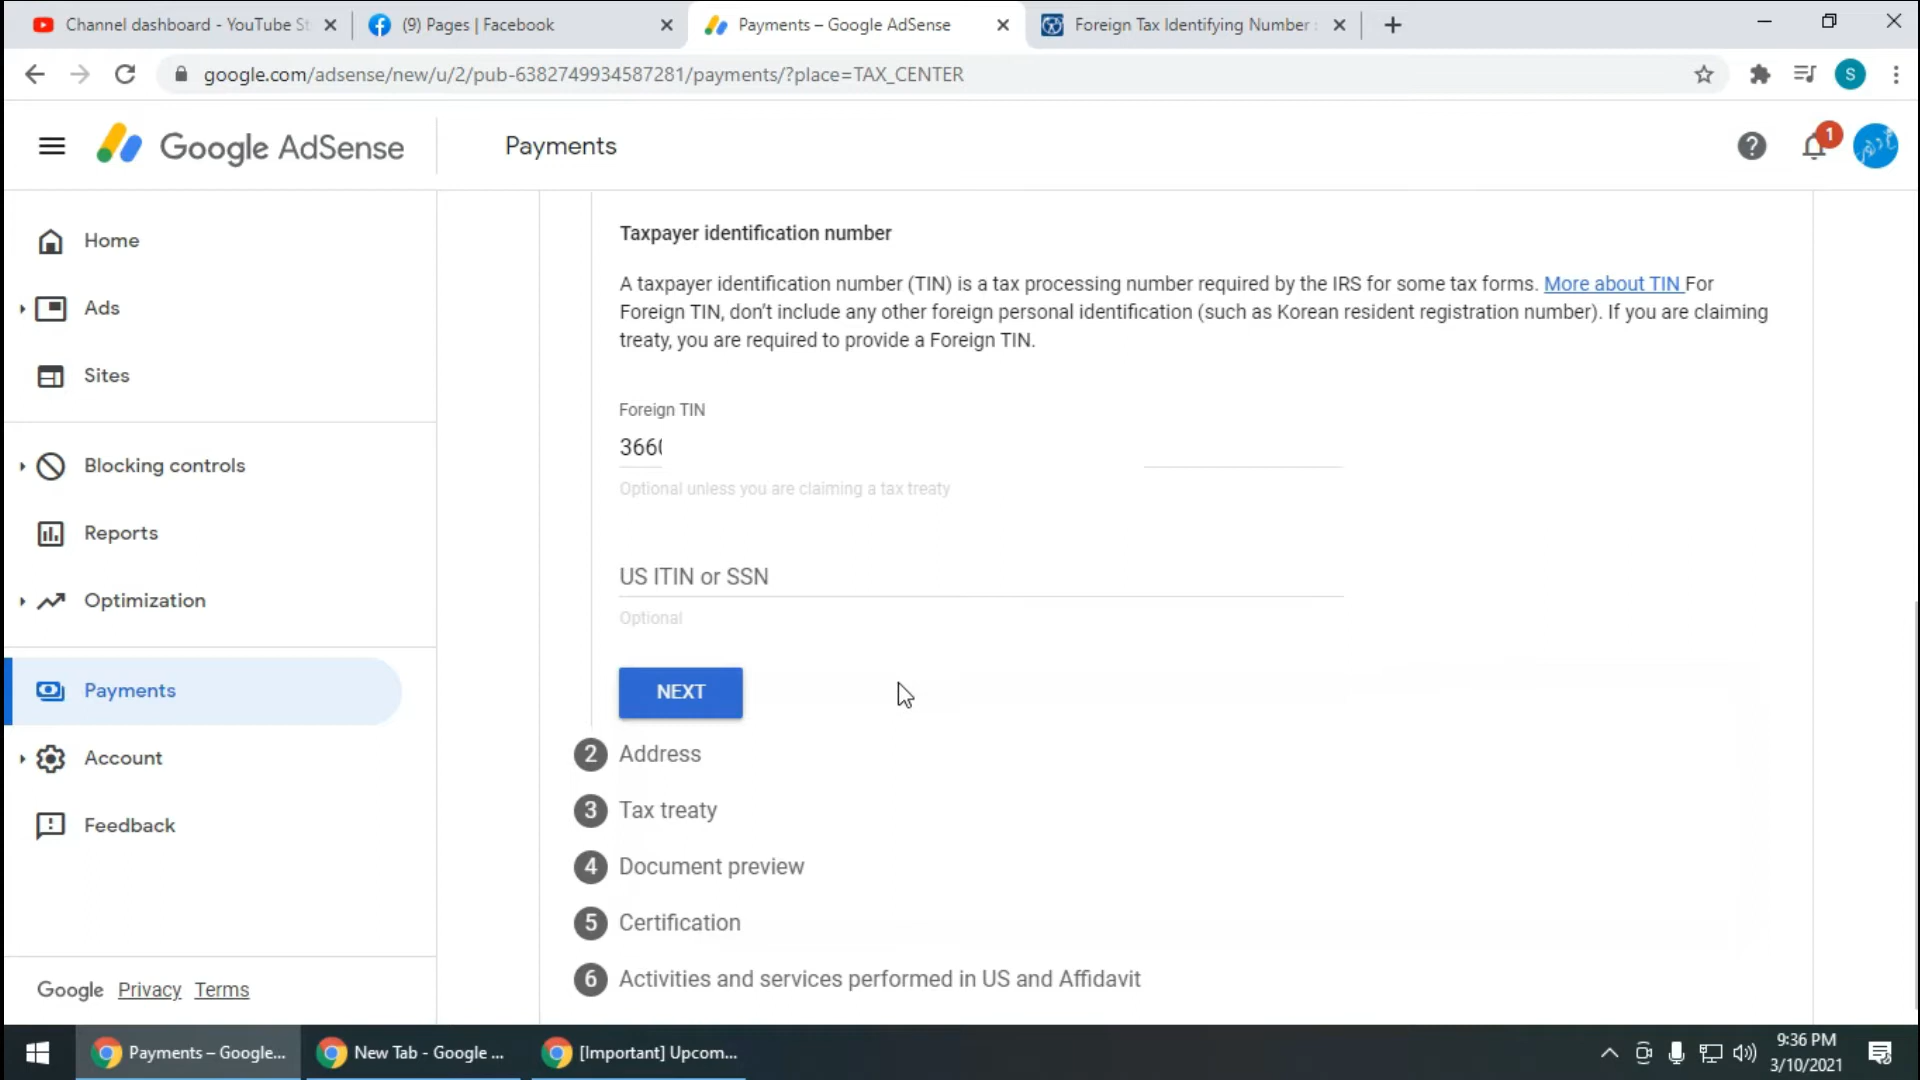 Channel dashboard - YouTube St
(9) Pages | Facebook
Payments – Google AdSense
Foreign Tax Identifying Number
google.com/adsense/new/u/2/pub-6382749934587281/payments/?place=TAX_CENTER
S
Google AdSense
Payments
1
Home
Ads
Sites
Blocking controls
Reports
Optimization
Payments
Account
Feedback
Google Privacy Terms
Taxpayer identification number
A taxpayer identification number (TIN) is a tax processing number required by the IRS for some tax forms. More about TIN For
Foreign TIN, don’t include any other foreign personal identification (such as Korean resident registration number). If you are claiming
treaty, you are required to provide a Foreign TIN.
Foreign TIN
3660
Optional unless you are claiming a tax treaty
US ITIN or SSN
Optional
NEXT
2 Address
3 Tax treaty
4 Document preview
5 Certification
6 Activities and services performed in US and Affidavit
Payments – Google...
New Tab - Google ...
[Important] Upcom...
9:36 PM
3/10/2021